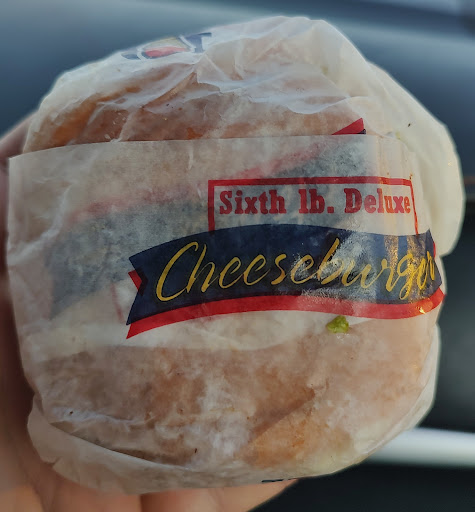 Sixth lb. Deluxe
Cheeseburger